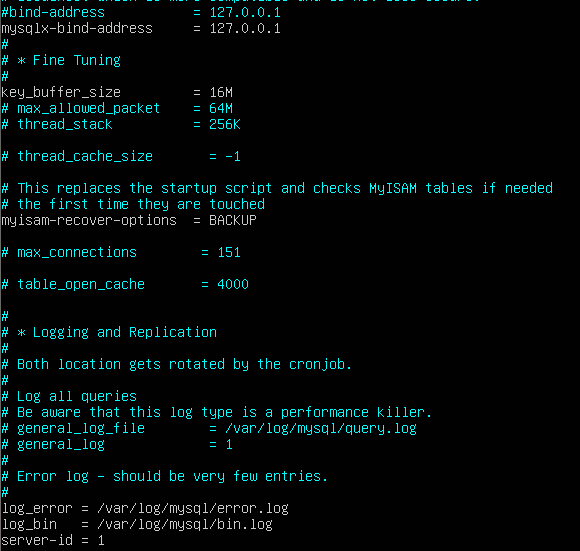 #bind-address          = 127.0.0.1
mysqlx-bind-address    = 127.0.0.1
#
# * Fine Tuning
#
key_buffer_size         = 16M
# max_allowed_packet    = 64M
# thread_stack          = 256K
# thread_cache_size       = -1
# This replaces the startup script and checks MyISAM tables if needed
# the first time they are touched
myisam-recover-options  = BACKUP
# max_connections        = 151
# table_open_cache       = 4000
#
# * Logging and Replication
#
# Both location gets rotated by the cronjob.
#
# Log all queries
# Be aware that this log type is a performance killer.
# general_log_file        = /var/log/mysql/query.log
# general_log             = 1
#
# Error log - should be very few entries.
#
log_error = /var/log/mysql/error.log
log_bin   = /var/log/mysql/bin.log
server-id = 1